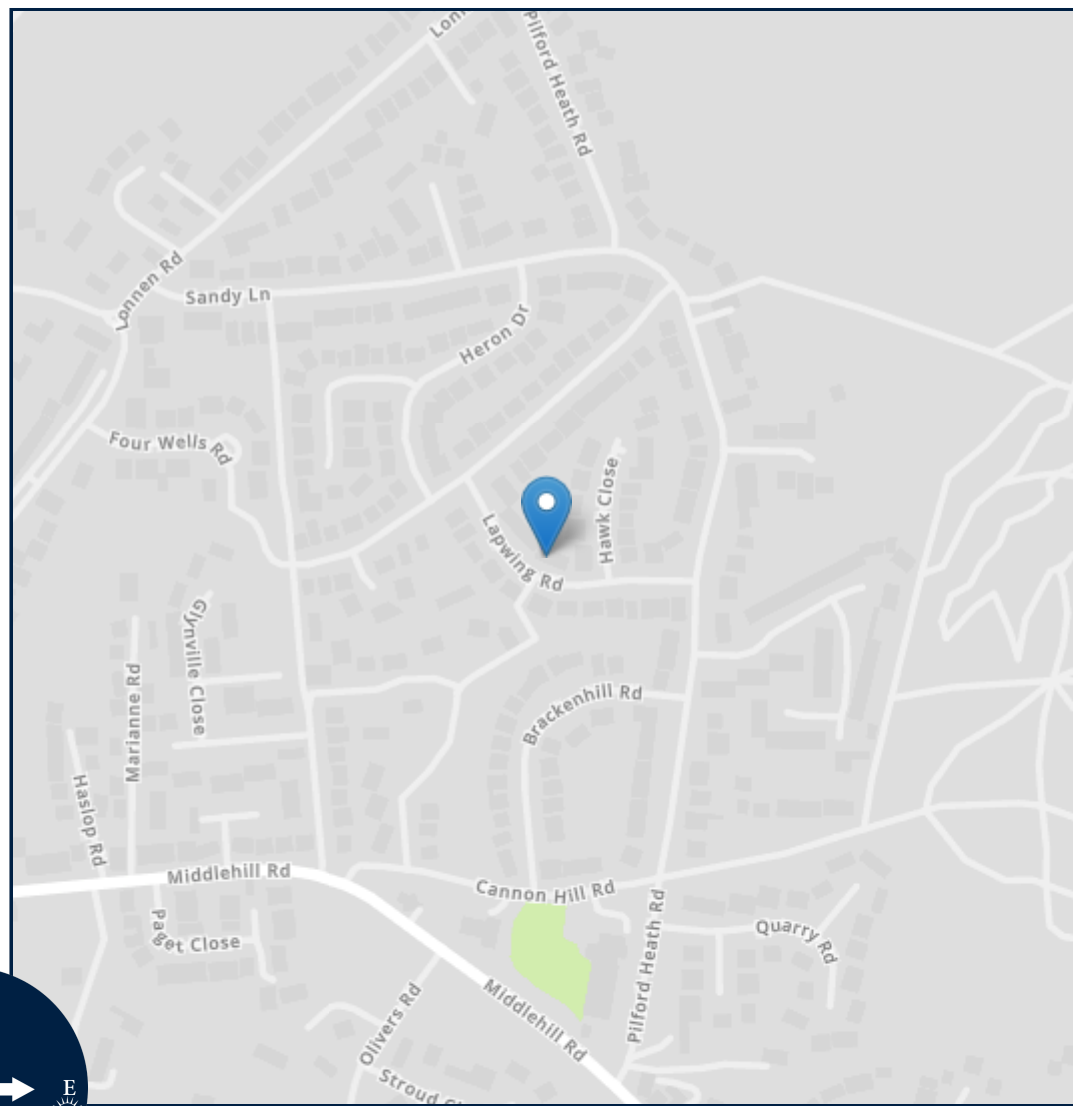 Pilford Heath Rd
Lonnen Rd
Sandy Ln
Heron Dr
Four Wells Rd
Hawk Close
Lapwing Rd
Glynville Close
Marianne Rd
Brackenhill Rd
Haslop Rd
Middlehill Rd
Cannon Hill Rd
Paget Close
Quarry Rd
Pilford Heath Rd
Middlehill Rd
Olivers Rd
Stroud
E